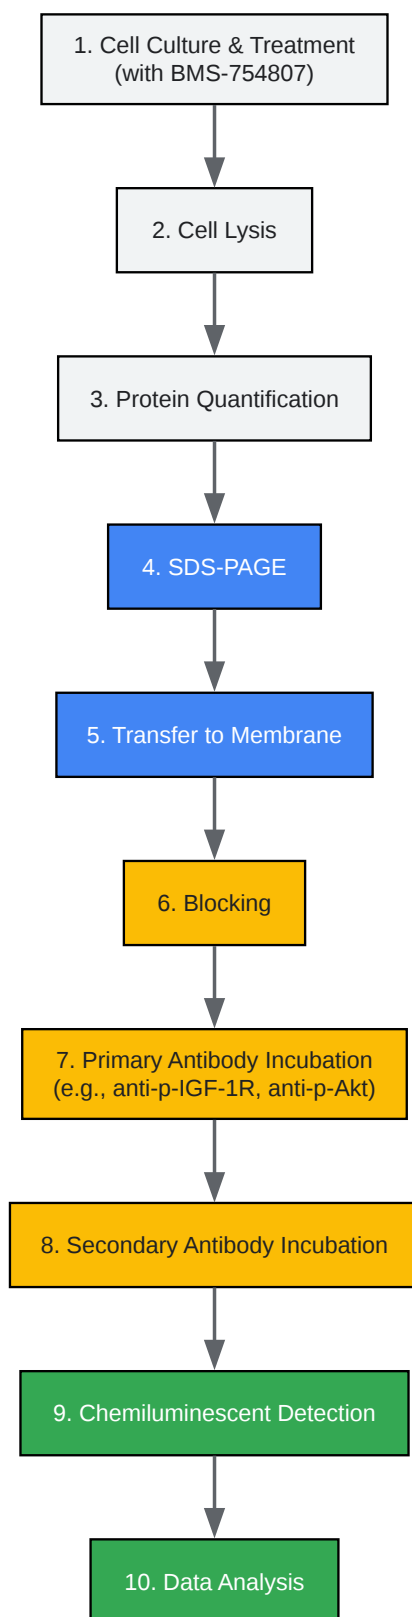 1. Cell Culture & Treatment
(with BMS-754807)
2. Cell Lysis
3. Protein Quantification
4. SDS-PAGE
5. Transfer to Membrane
6. Blocking
7. Primary Antibody Incubation
(e.g., anti-p-IGF-1R, anti-p-Akt)
8. Secondary Antibody Incubation
9. Chemiluminescent Detection
10. Data Analysis